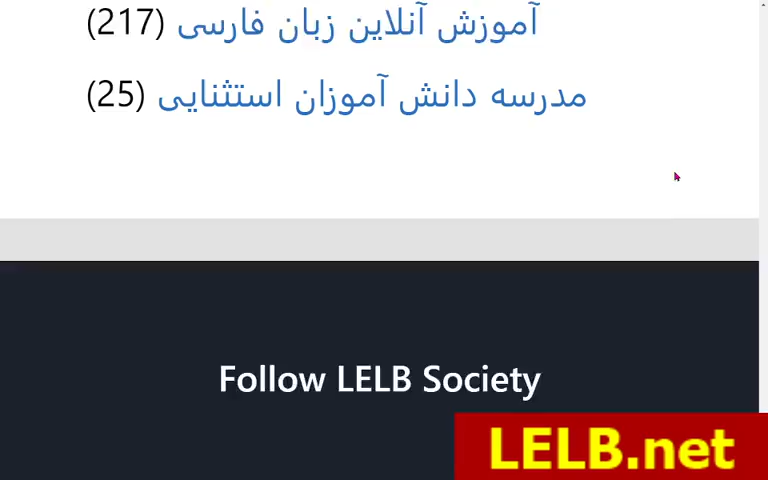 آموزش آنلاین زبان فارسی (217)
مدرسه دانش آموزان استثنایی (25)
Follow LELB Society
LELB.net